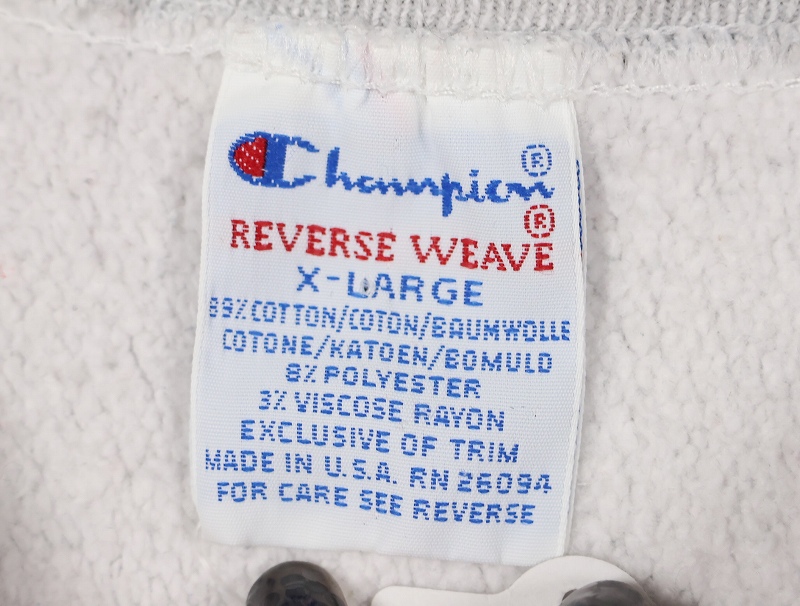 Champion®
REVERSE WEAVE®
X-LARGE
89% COTTON/COTON/BAUMWOLLE
COTONE/KATOEN/BOMULD
8% POLYESTER
3% VISCOSE RAYON
EXCLUSIVE OF TRIM
MADE IN U.S.A. RN 26094
FOR CARE SEE REVERSE